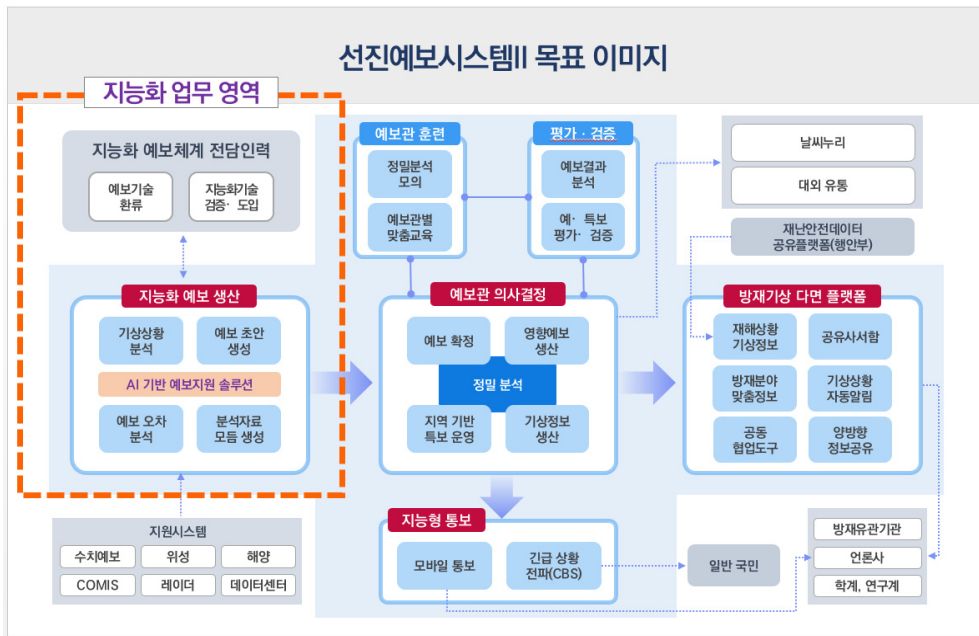 선진예보시스템II 목표 이미지
지능화 업무 영역
지능화 예보체계 전담인력
예보기술
환류
지능화기술
검증· 도입
예보관 훈련
정밀분석
모의
예보관별
맞춤교육
평가 · 검증
예보결과
분석
예· 특보
평가· 검증
날씨누리
대외 유통
재난안전데이터
공유플랫폼(행안부)
지능화 예보 생산
기상상황
분석
예보 초안
생성
AI 기반 예보지원 솔루션
예보 오차
분석
분석자료
모듬 생성
예보관 의사결정
예보 확정
영향예보
생산
정밀 분석
지역 기반
특보 운영
기상정보
생산
방재기상 다면 플랫폼
재해상황
기상정보
공유사서함
방재분야
맞춤정보
기상상황
자동알림
공동
협업도구
양방향
정보공유
지원시스템
수치예보
위성
해양
COMIS
레이더
데이터센터
지능형 통보
모바일 통보
긴급 상황
전파(CBS)
일반 국민
방재유관기관
언론사
학계, 연구계